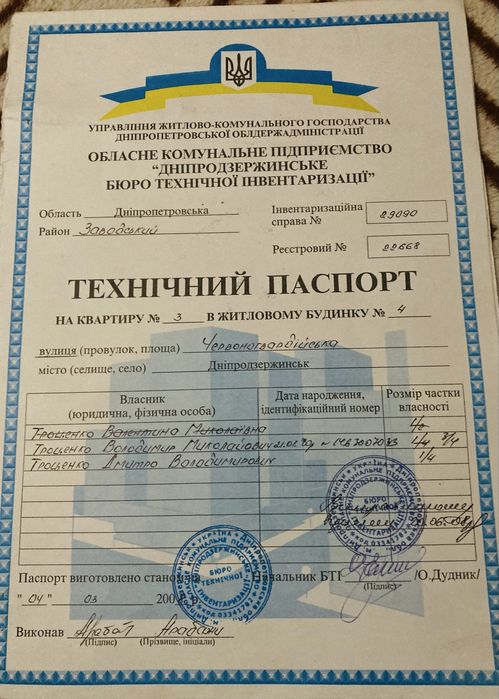 УПРАВЛІННЯ ЖИТЛОВО-КОМУНАЛЬНОГО ГОСПОДАРСТВА
ДНІПРОПЕТРОВСЬКОЇ ОБЛДЕРЖАДМІНІСТРАЦІЇ
ОБЛАСНЕ КОМУНАЛЬНЕ ПІДПРИЄМСТВО
“ДНІПРОДЗЕРЖИНСЬКЕ
БЮРО ТЕХНІЧНОЇ ІНВЕНТАРИЗАЦІЇ”
Область Дніпропетровська
Район Заводський
Інвентаризаційна
справа № 29090
Реєстровий № 22668
ТЕХНІЧНИЙ ПАСПОРТ
НА КВАРТИРУ № 3 В ЖИТЛОВОМУ БУДИНКУ № 4
вулиця (провулок, площа) Червоногвардійська
місто (селище, село) Дніпродзержинськ
Власник
(юридична, фізична особа)
Дата народження,
ідентифікаційний номер
Розмір частки
власності
Троценко Валентина Миколаївна
Троценко Володимир Миколайович 3/4
Троценко Дмитро Володимирович 1/4
БЮРО
ТЕХНІЧНОЇ
ІНВЕНТАРИЗАЦІЇ
Паспорт виготовлено станом на
Начальник БТІ /О.Дудник/
(Підпис)
" 04 " 03 200
Виконав
(Підпис) (Прізвище, ініціали)